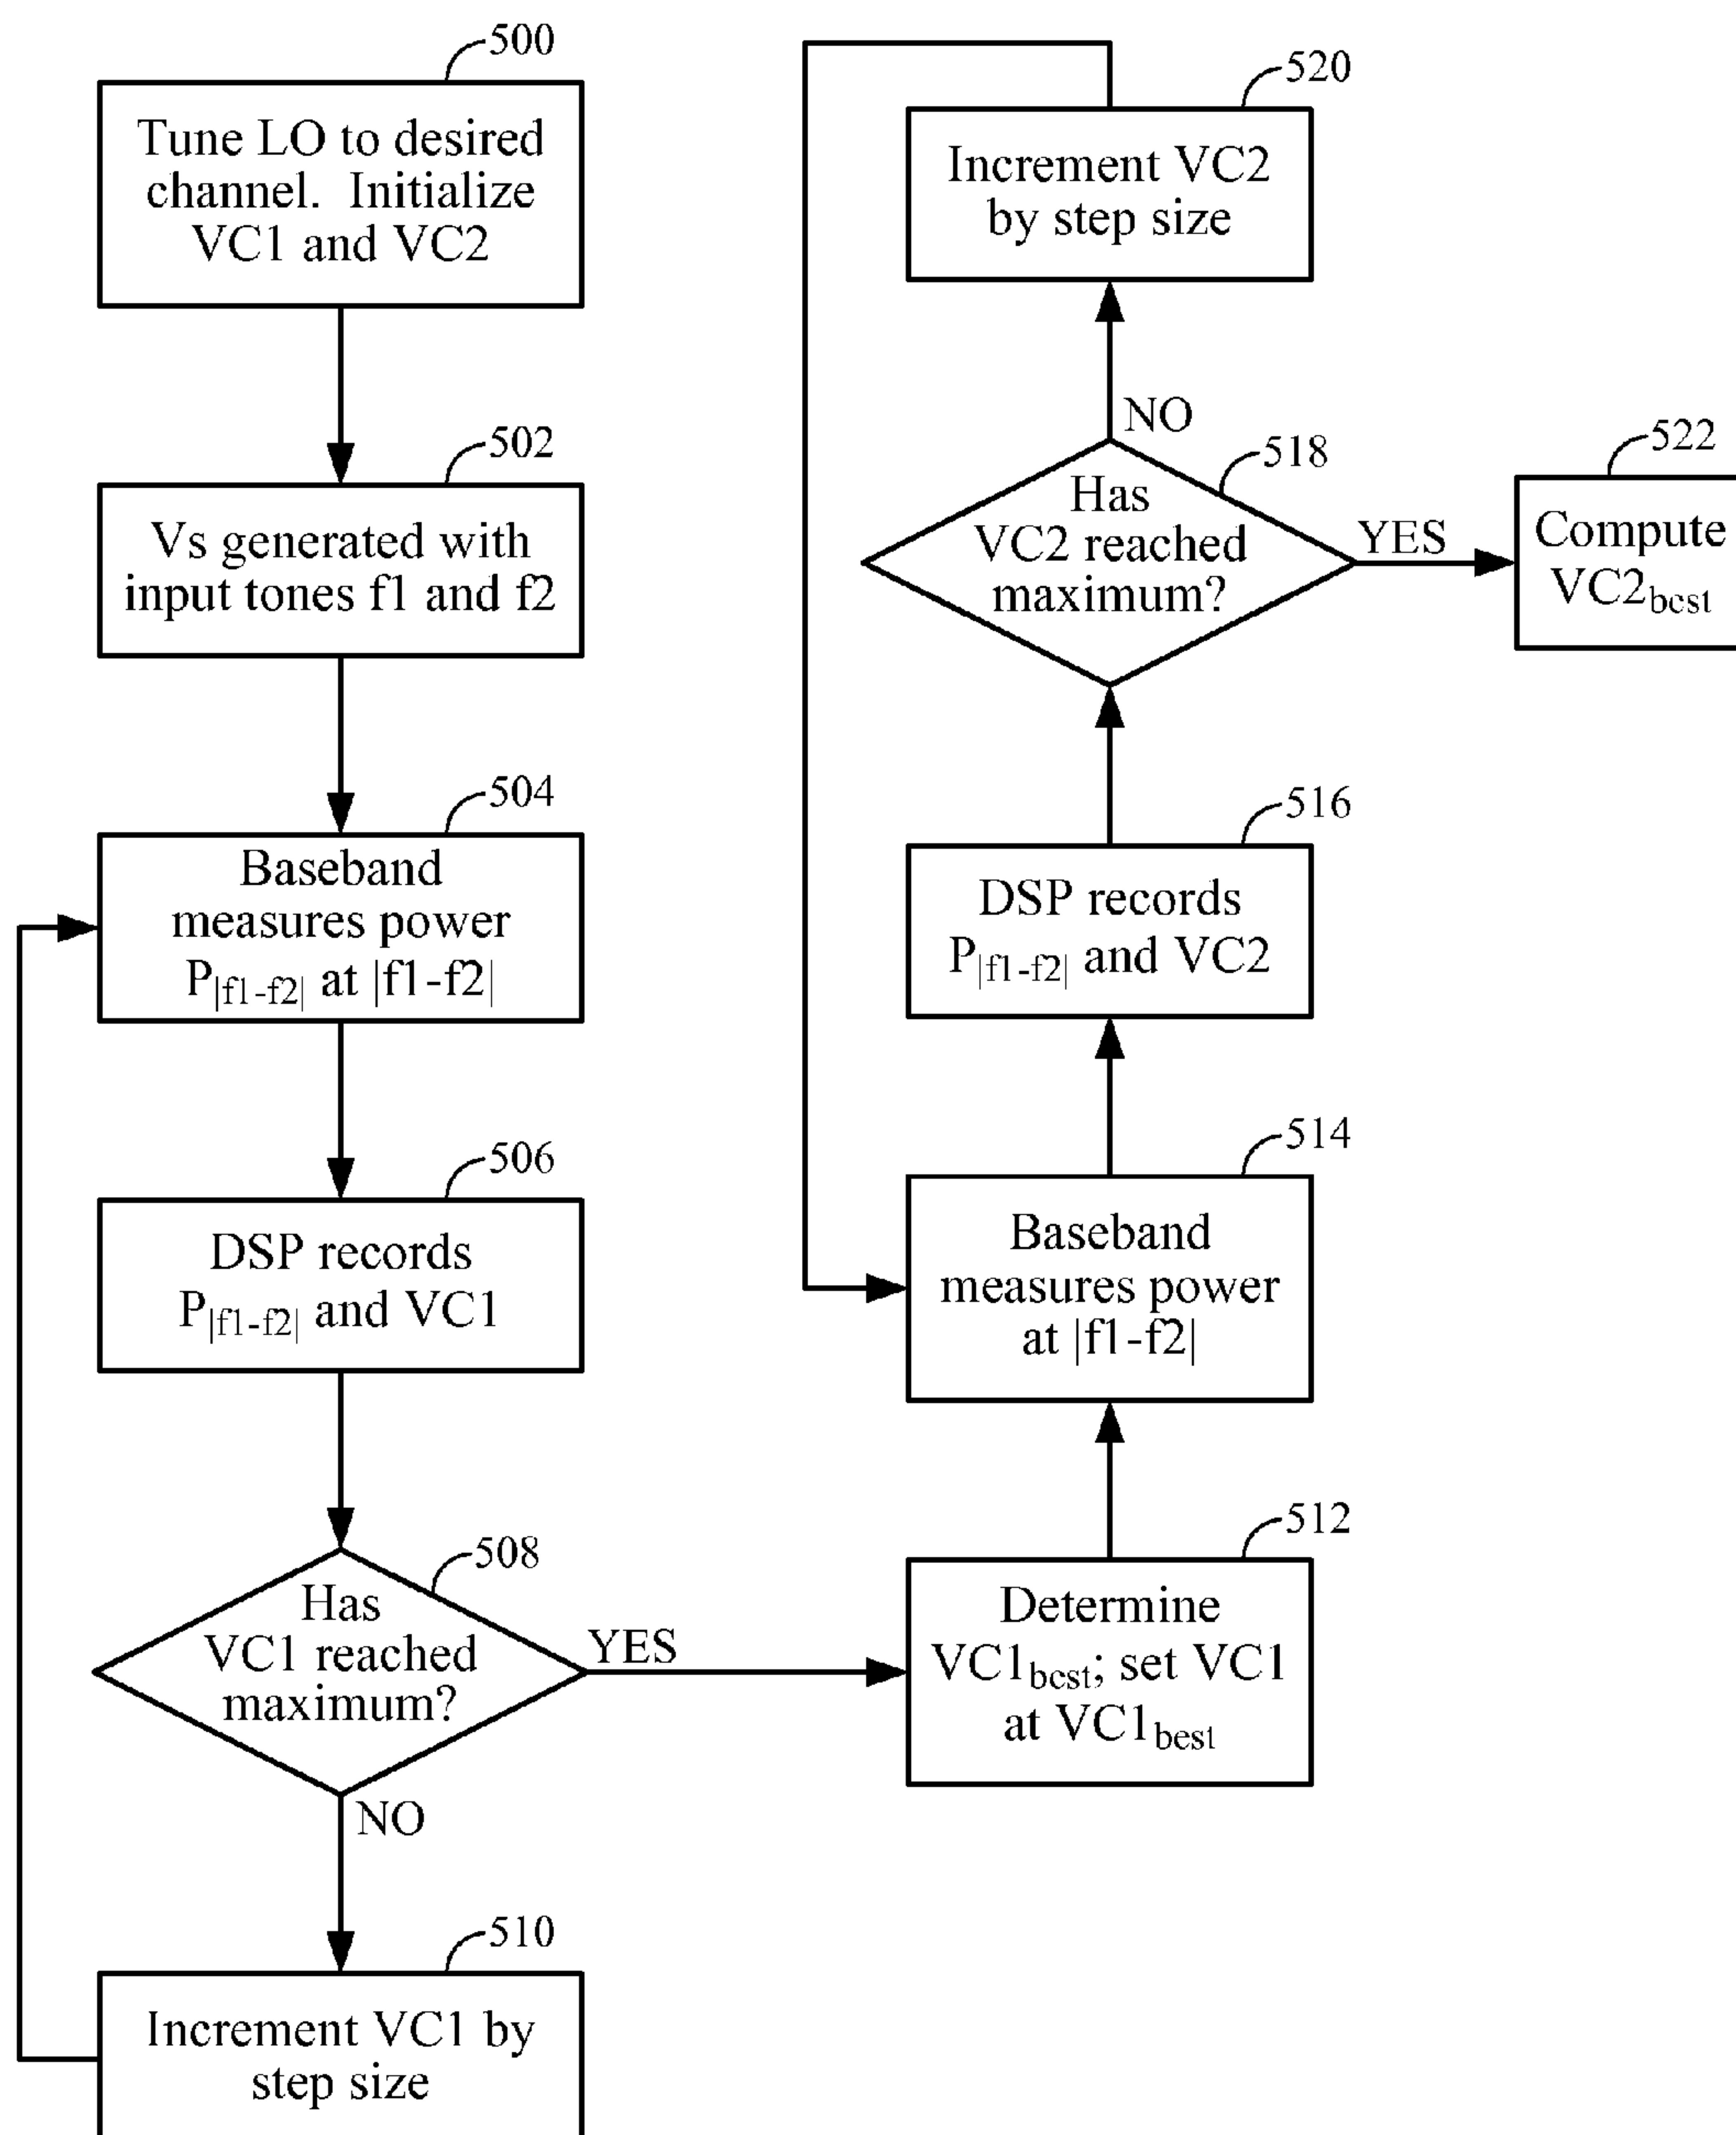 500
Tune LO to desired
channel. Initialize
VC1 and VC2
502
Vs generated with
input tones f1 and f2
504
Baseband
measures power
P|f1-f2| at |f1-f2|
506
DSP records
P|f1-f2| and VC1
508
Has
VC1 reached
maximum?
YES
NO
510
Increment VC1 by
step size
512
Determine
VC1best; set VC1
at VC1best
514
Baseband
measures power
at |f1-f2|
516
DSP records
P|f1-f2| and VC2
518
Has
VC2 reached
maximum?
NO
YES
520
Increment VC2
by step size
522
Compute
VC2best